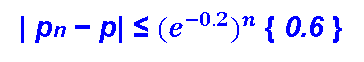 | pₙ − p| ≤ (e⁻⁰·²)ⁿ { 0.6 }